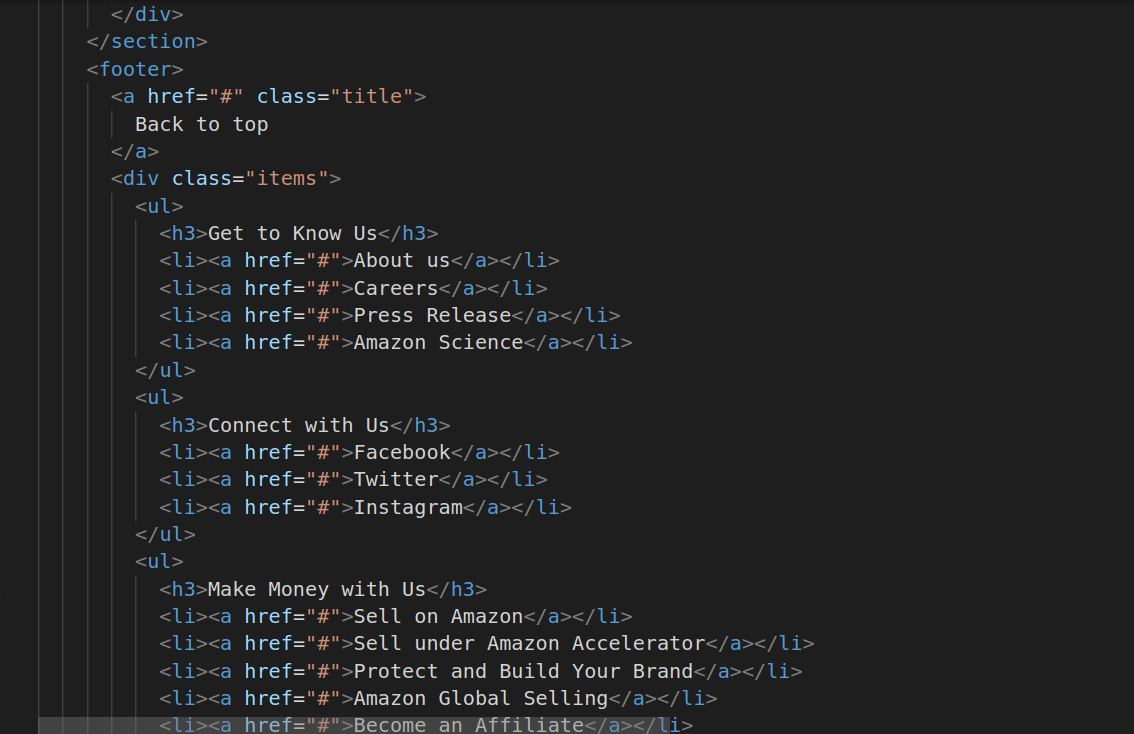 </div>
</section>
<footer>
<a href="#" class="title">
Back to top
</a>
<div class="items">
<ul>
<h3>Get to Know Us</h3>
<li><a href="#">About us</a></li>
<li><a href="#">Careers</a></li>
<li><a href="#">Press Release</a></li>
<li><a href="#">Amazon Science</a></li>
</ul>
<ul>
<h3>Connect with Us</h3>
<li><a href="#">Facebook</a></li>
<li><a href="#">Twitter</a></li>
<li><a href="#">Instagram</a></li>
</ul>
<ul>
<h3>Make Money with Us</h3>
<li><a href="#">Sell on Amazon</a></li>
<li><a href="#">Sell under Amazon Accelerator</a></li>
<li><a href="#">Protect and Build Your Brand</a></li>
<li><a href="#">Amazon Global Selling</a></li>
<li><a href="#">Become an Affiliate</a></li>